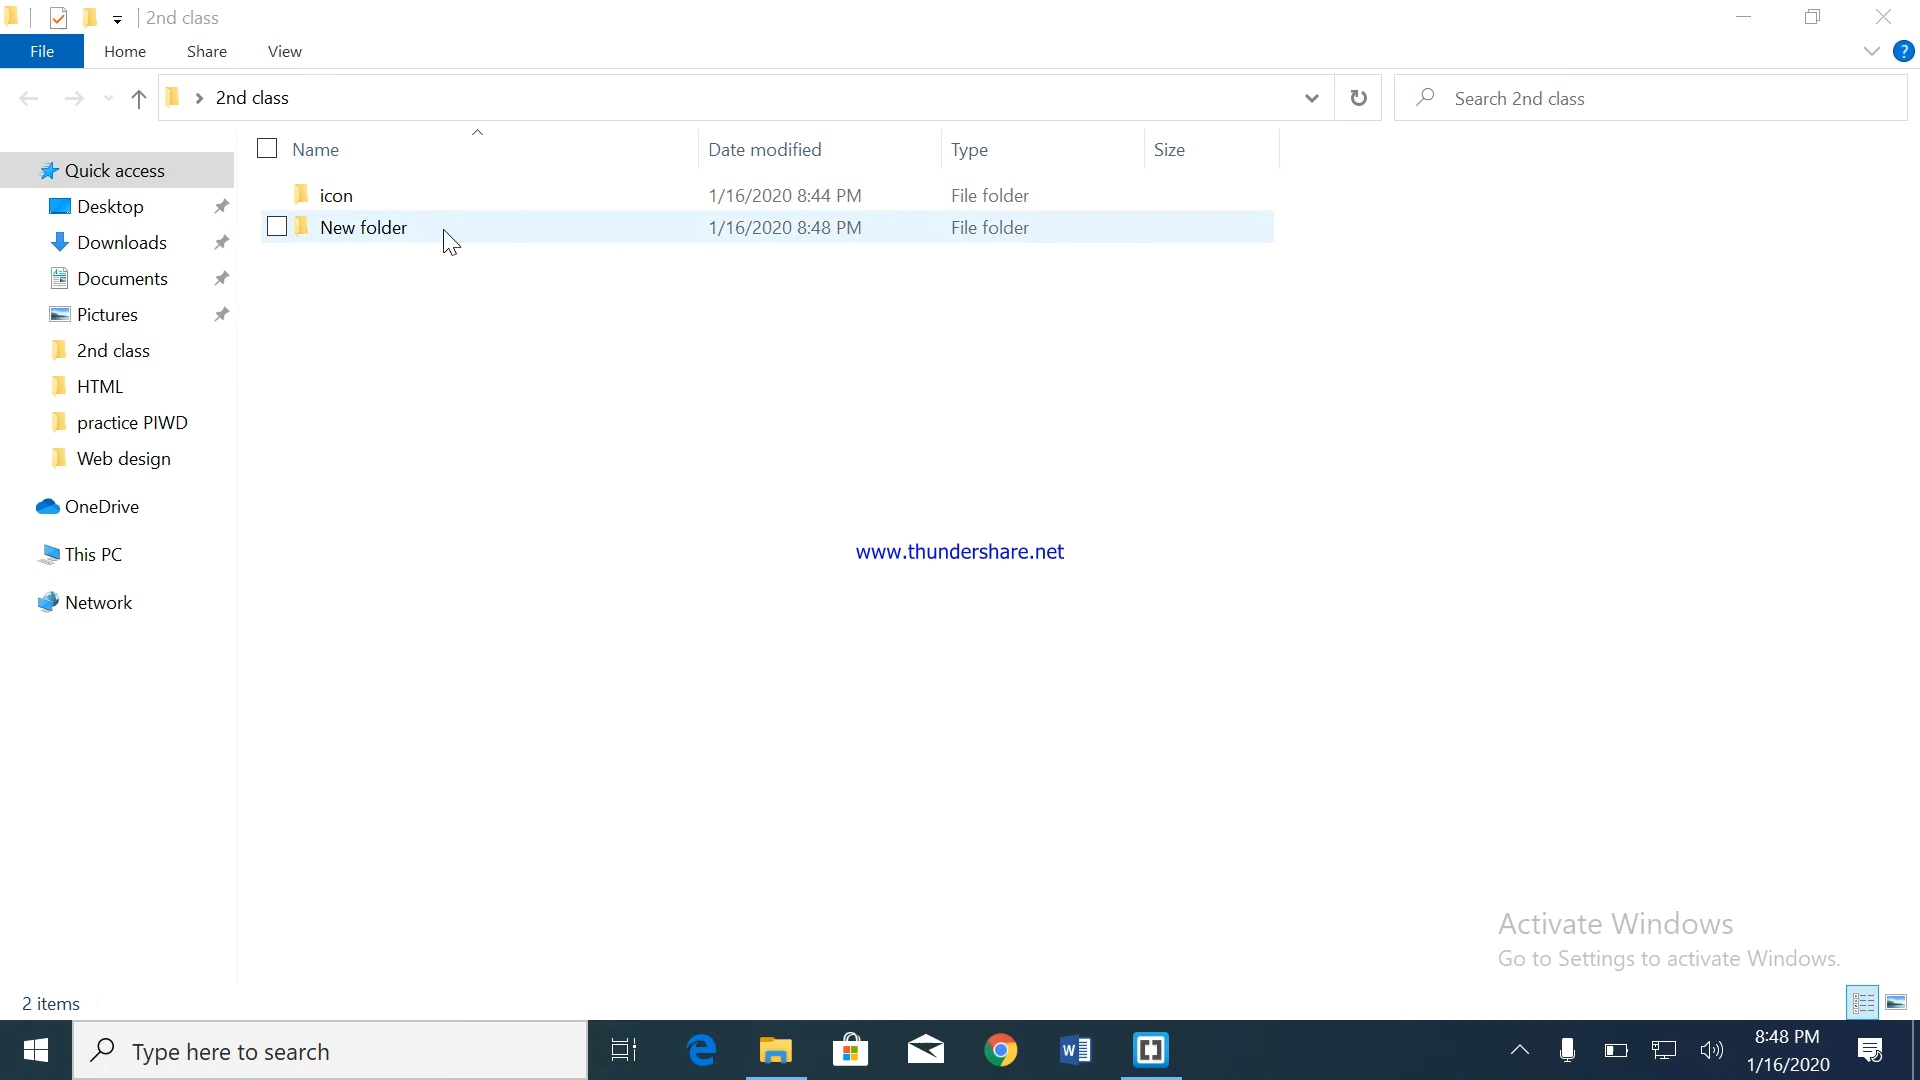 2nd class
File Home Share View
2nd class
Search 2nd class
Name Date modified Type Size
Quick access
icon 1/16/2020 8:44 PM File folder
Desktop
New folder 1/16/2020 8:48 PM File folder
Downloads
Documents
Pictures
2nd class
HTML
practice PIWD
Web design
OneDrive
This PC
Network
www.thundershare.net
Activate Windows
Go to Settings to activate Windows.
2 items
Type here to search
8:48 PM
1/16/2020